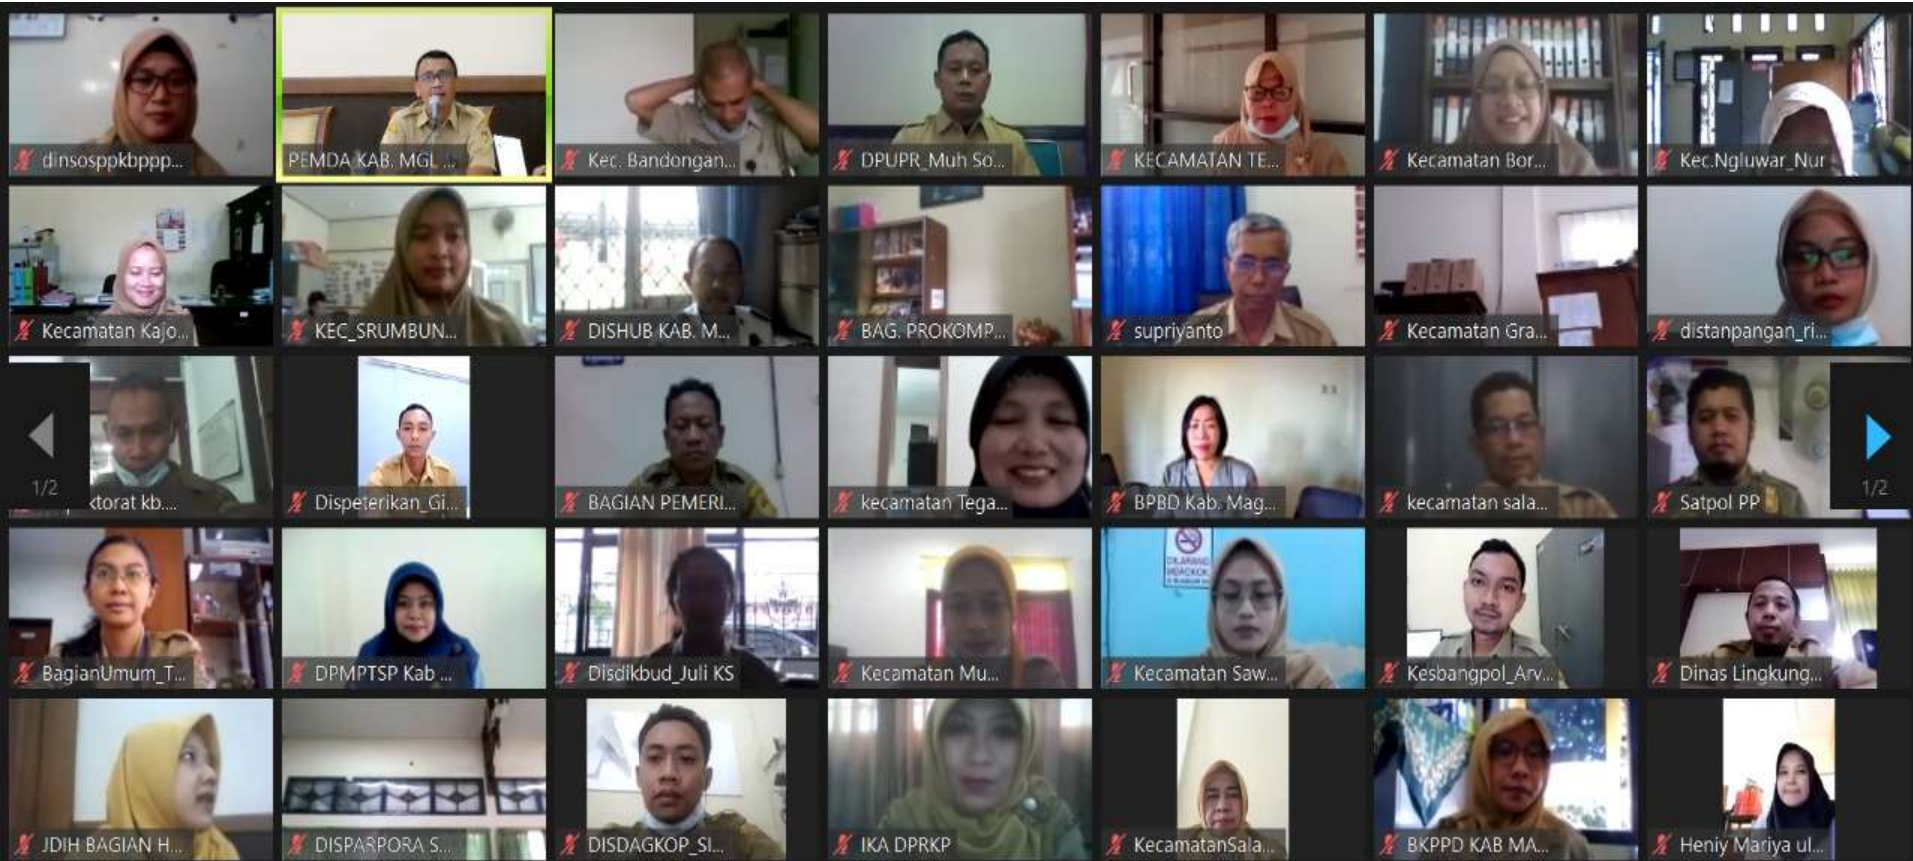 dinsosppkbppp...
PEMDA KAB. MGL ...
Kec. Bandongan...
DPUPR_Muh So...
KECAMATAN TE...
Kecamatan Bor...
Kec.Ngluwar_Nur
Kecamatan Kajo...
KEC_SRUMBUN...
DISHUB KAB. M...
BAG. PROKOMP...
supriyanto
Kecamatan Gra...
distanpangan_ri...
1/2
ktorat kb....
Dispeterikan_Gi...
BAGIAN PEMERI...
kecamatan Tega...
BPBD Kab. Mag...
kecamatan sala...
Satpol PP
1/2
BagianUmum_T...
DPMPTSP Kab ...
Disdikbud_Juli KS
Kecamatan Mu...
DILARANG
MEROKOK
Kecamatan Saw...
Kesbangpol_Arv...
Dinas Lingkung...
JDIH BAGIAN H...
DISPARPORA S...
DISDAGKOP_SI...
IKA DPRKP
KecamatanSala...
BKPPD KAB MA...
Heniy Mariya ul...